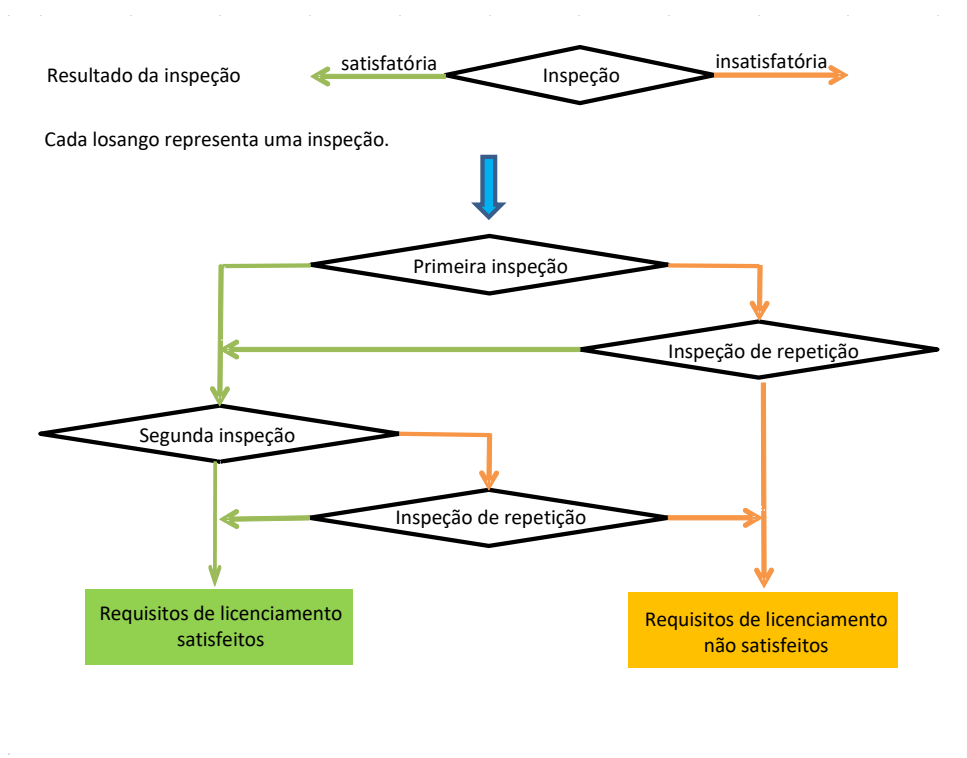 satisfatória
insatisfatória
Resultado da inspeção
Inspeção
Cada losango representa uma inspeção.
Primeira inspeção
Inspeção de repetição
Segunda inspeção
Inspeção de repetição
Requisitos de licenciamento
satisfeitos
Requisitos de licenciamento
não satisfeitos